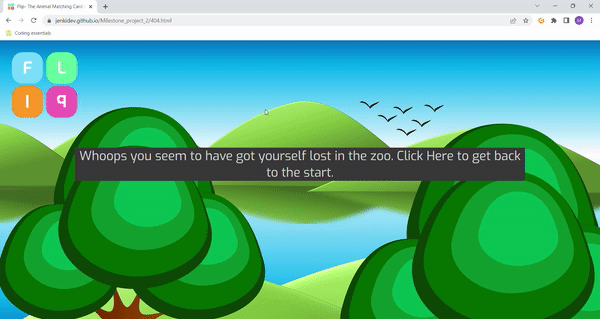 Flip- The Animal Matching Card
jenkidev.github.io/Milestone_project_2/404.html
Coding essentials
F L
I P
Whoops you seem to have got yourself lost in the zoo. Click Here to get back
to the start.